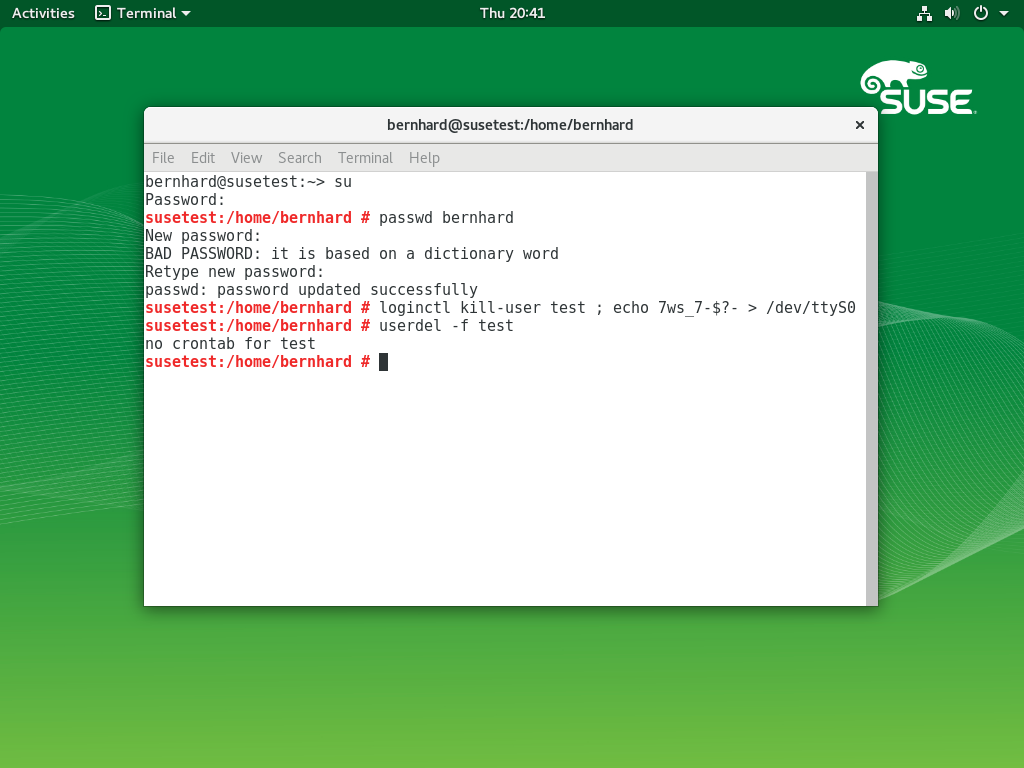 Activities Terminal Thu 20:41
SUSE
bernhard@susetest:/home/bernhard
File Edit View Search Terminal Help
bernhard@susetest:~> su
Password:
susetest:/home/bernhard # passwd bernhard
New password:
BAD PASSWORD: it is based on a dictionary word
Retype new password:
passwd: password updated successfully
susetest:/home/bernhard # loginctl kill-user test ; echo 7ws_7-$?- > /dev/ttyS0
susetest:/home/bernhard # userdel -f test
no crontab for test
susetest:/home/bernhard #